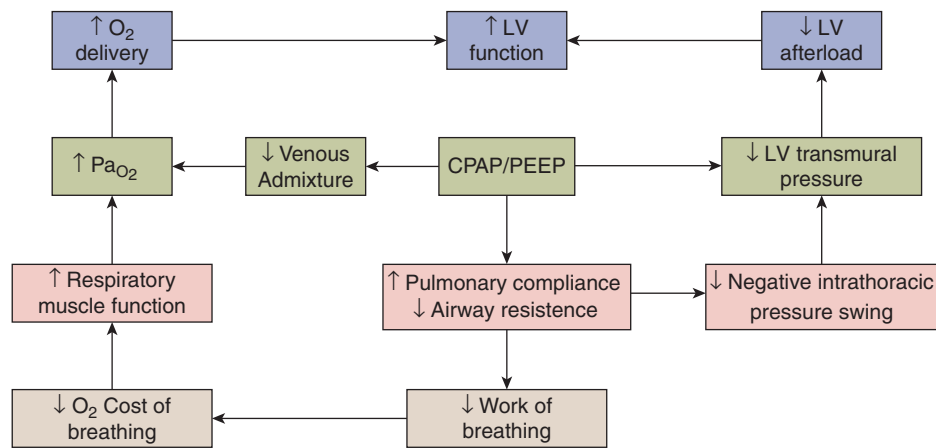 ↑ O₂
delivery
↑ LV
function
↓ LV
afterload
↑ PaO₂
↓ Venous
Admixture
CPAP/PEEP
↓ LV transmural
pressure
↑ Respiratory
muscle function
↑ Pulmonary compliance
↓ Airway resistence
↓ Negative intrathoracic
pressure swing
↓ O₂ Cost of
breathing
↓ Work of
breathing